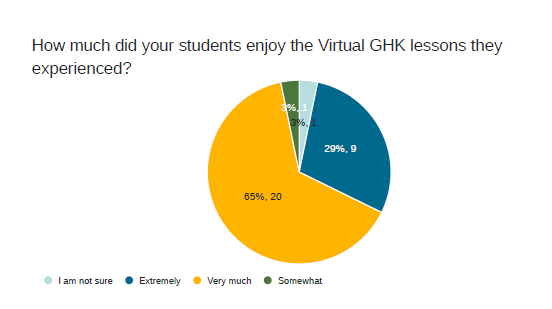 How much did your students enjoy the Virtual GHK lessons they
experienced?
3%, 1
3%, 1
29%, 9
65%, 20
I am not sure
Extremely
Very much
Somewhat